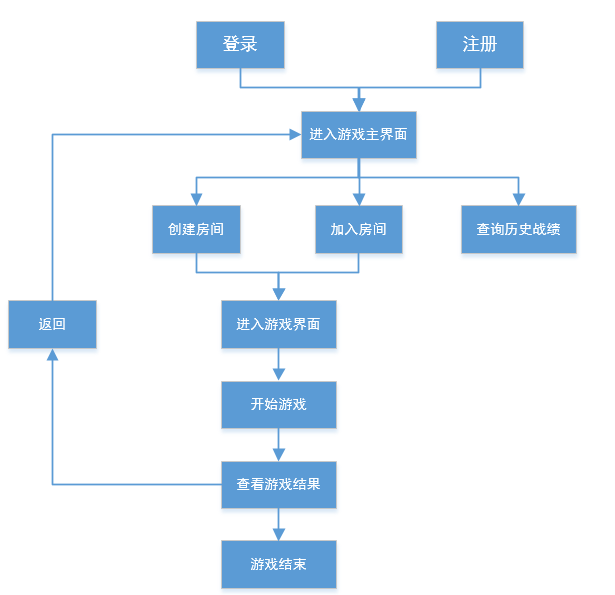 登录
注册
进入游戏主界面
创建房间
加入房间
查询历史战绩
返回
进入游戏界面
开始游戏
查看游戏结果
游戏结束